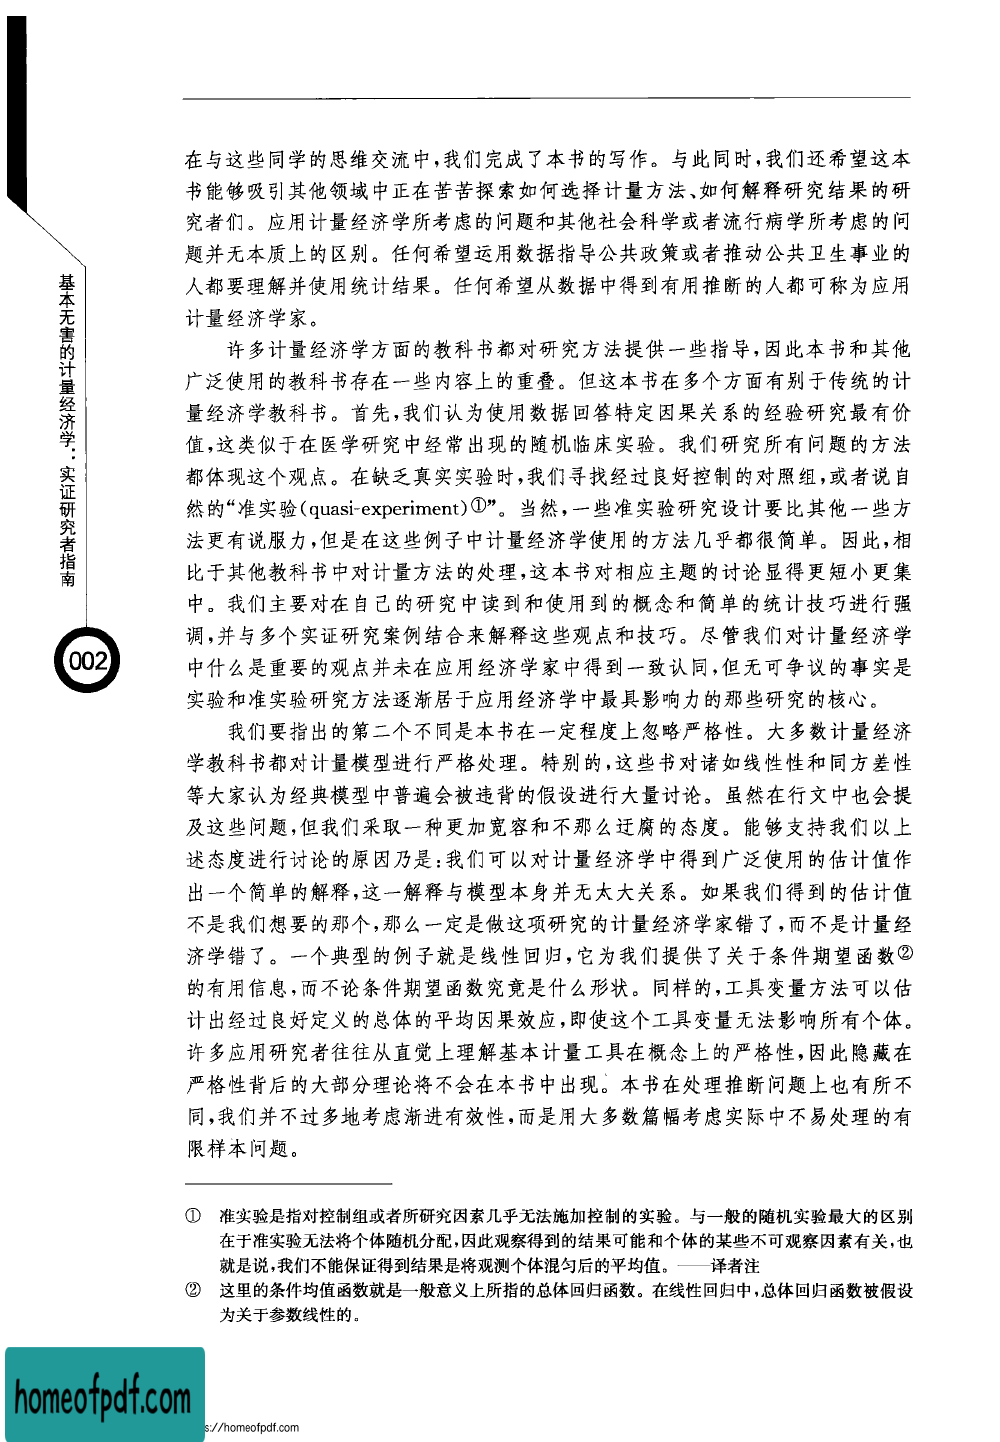 在与这些同学的思维交流中,我们完成了本书的写作。与此同时,我们还希望这本
书能够吸引其他领域中正在苦苦探索如何选择计量方法、如何解释研究结果的研
究者们。应用计量经济学所考虑的问题和其他社会科学或者流行病学所考虑的问
题并无本质上的区别。任何希望运用数据指导公共政策或者推动公共卫生事业的
人都要理解并使用统计结果。任何希望从数据中得到有用推断的人都可称为应用
计量经济学家。
许多计量经济学方面的教科书都对研究方法提供一些指导,因此本书和其他
广泛使用的教科书存在一些内容上的重叠。但这本书在多个方面有别于传统的计
量经济学教科书。首先,我们认为使用数据回答特定因果关系的经验研究最有价
值,这类似于在医学研究中经常出现的随机临床实验。我们研究所有问题的方法
都体现这个观点。在缺乏真实实验时,我们寻找经过良好控制的对照组,或者说自
然的“准实验(quasi-experiment)①”。当然,一些准实验研究设计要比其他一些方
法更有说服力,但是在这些例子中计量经济学使用的方法几乎都很简单。因此,相
比于其他教科书中对计量方法的处理,这本书对相应主题的讨论显得更短小更集
中。我们主要对在自己的研究中读到和使用到的概念和简单的统计技巧进行强
调,并与多个实证研究案例结合来解释这些观点和技巧。尽管我们对计量经济学
中什么是重要的观点并未在应用经济学家中得到一致认同,但无可争议的事实是
实验和准实验研究方法逐渐居于应用经济学中最具影响力的那些研究的核心。
我们要指出的第二个不同是本书在一定程度上忽略严格性。大多数计量经济
学教科书都对计量模型进行严格处理。特别的,这些书对诸如线性性和同方差性
等大家认为经典模型中普遍会被违背的假设进行大量讨论。虽然在行文中也会提
及这些问题,但我们采取一种更加宽容和不那么迂腐的态度。能够支持我们以上
述态度进行讨论的原因乃是:我们可以对计量经济学中得到广泛使用的估计值作
出一个简单的解释,这一解释与模型本身并无太大关系。如果我们得到的估计值
不是我们想要的那个,那么一定是做这项研究的计量经济学家错了,而不是计量经
济学错了。一个典型的例子就是线性回归,它为我们提供了关于条件期望函数②
的有用信息,而不论条件期望函数究竟是什么形状。同样的,工具变量方法可以估
计出经过良好定义的总体的平均因果效应,即使这个工具变量无法影响所有个体。
许多应用研究者往往从直觉上理解基本计量工具在概念上的严格性,因此隐藏在
严格性背后的大部分理论将不会在本书中出现。本书在处理推断问题上也有所不
同,我们并不过多地考虑渐进有效性,而是用大多数篇幅考虑实际中不易处理的有
限样本问题。
① 准实验是指对控制组或者所研究因素几乎无法施加控制的实验。与一般的随机实验最大的区别
在于准实验无法将个体随机分配,因此观察得到的结果可能和个体的某些不可观察因素有关,也
就是说,我们不能保证得到结果是将观测个体混匀后的平均值。——译者注
② 这里的条件均值函数就是一般意义上所指的总体回归函数。在线性回归中,总体回归函数被假设
为关于参数线性的。
基本无害的计量经济学:实证研究者指南
002
homeofpdf.com
s://homeofpdf.com